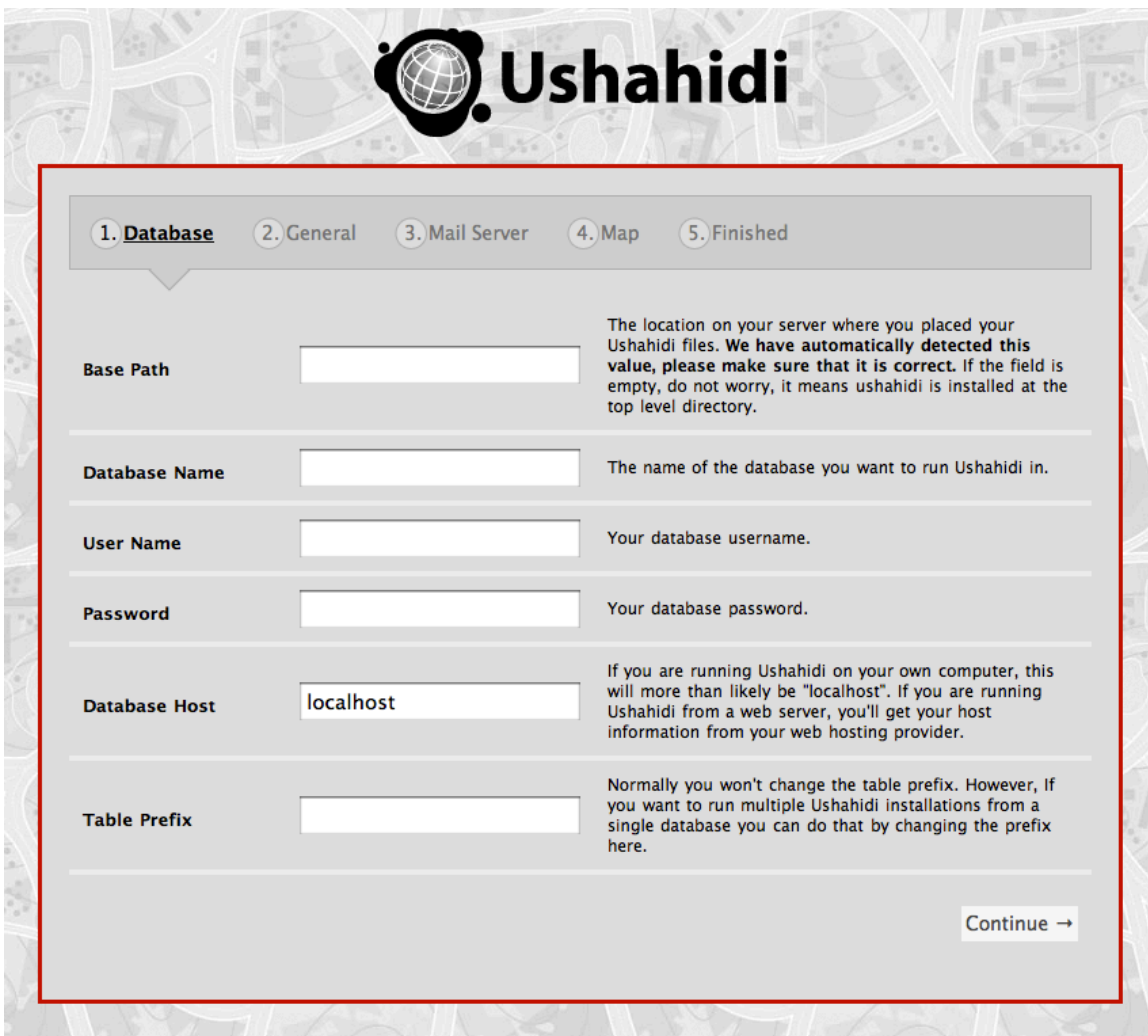 Ushahidi
1. Database 2. General 3. Mail Server 4. Map 5. Finished
Base Path
The location on your server where you placed your
Ushahidi files. We have automatically detected this
value, please make sure that it is correct. If the field is
empty, do not worry, it means ushahidi is installed at the
top level directory.
Database Name
The name of the database you want to run Ushahidi in.
User Name
Your database username.
Password
Your database password.
Database Host
localhost
If you are running Ushahidi on your own computer, this
will more than likely be "localhost". If you are running
Ushahidi from a web server, you'll get your host
information from your web hosting provider.
Table Prefix
Normally you won't change the table prefix. However, If
you want to run multiple Ushahidi installations from a
single database you can do that by changing the prefix
here.
Continue →